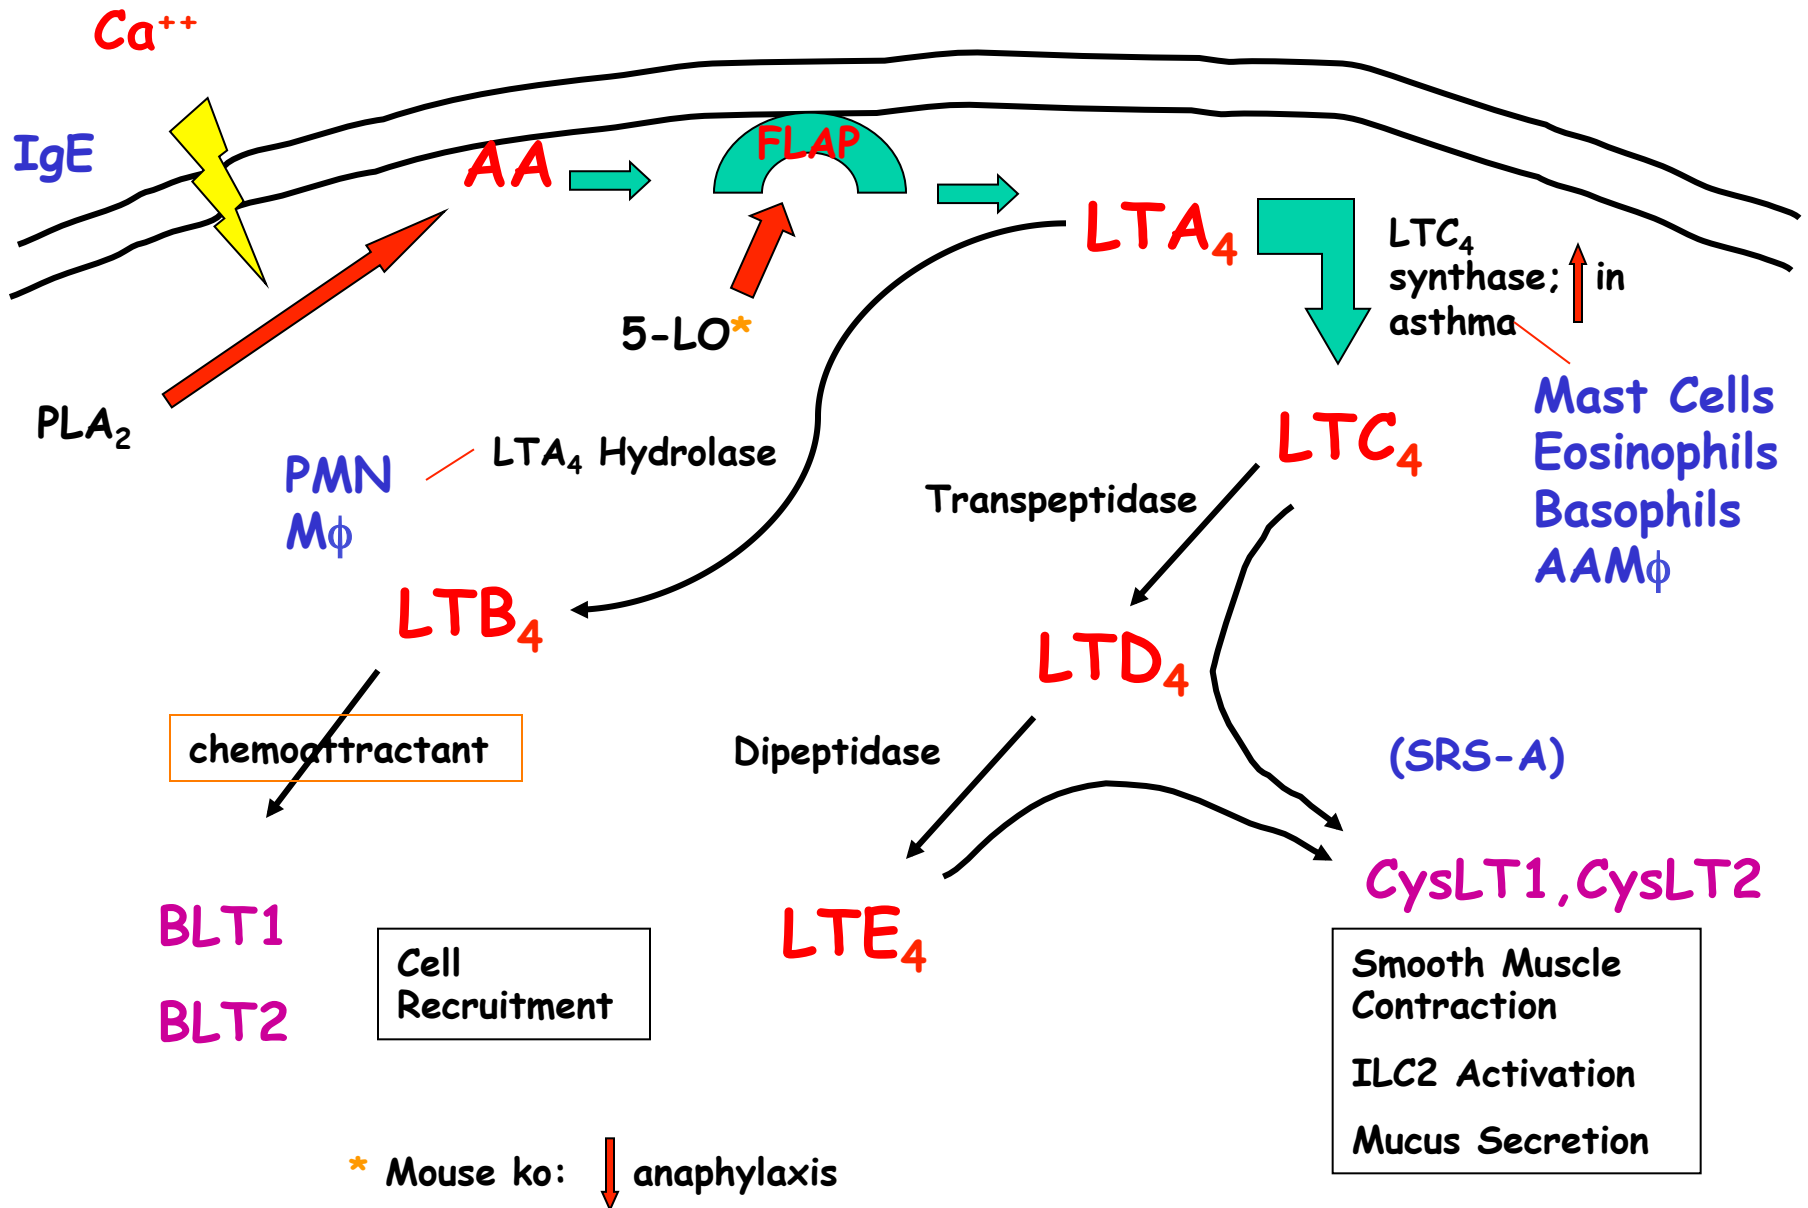 Ca⁺⁺
IgE
AA
FLAP
LTA₄
LTC₄
synthase; in
asthma
5-LO*
PLA₂
Mast Cells
Eosinophils
Basophils
AAMϕ
LTC₄
LTA₄ Hydrolase
PMN
Mϕ
Transpeptidase
LTB₄
LTD₄
chemoattractant
Dipeptidase
(SRS-A)
CysLT1,CysLT2
BLT1
BLT2
Cell
Recruitment
LTE₄
Smooth Muscle
Contraction
ILC2 Activation
Mucus Secretion
* Mouse ko: anaphylaxis